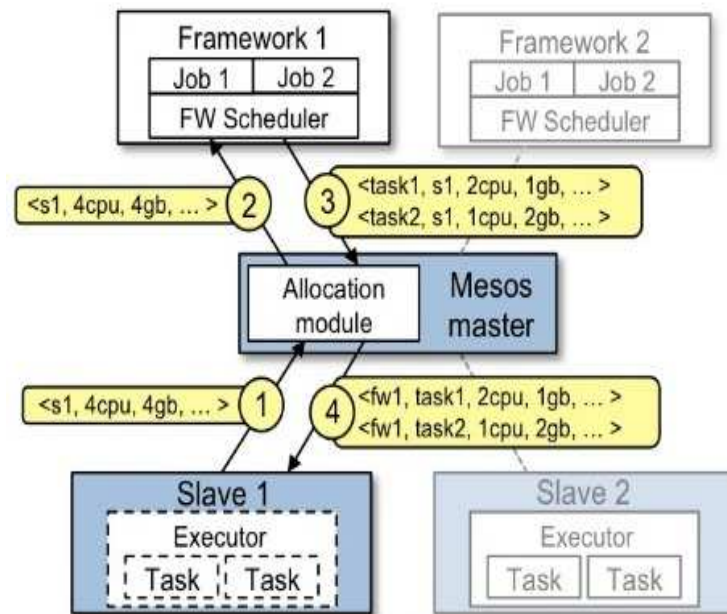 Framework 1
Job 1 Job 2
FW Scheduler
Framework 2
Job 1 Job 2
FW Scheduler
<s1, 4cpu, 4gb, … >
2
3
<task1, s1, 2cpu, 1gb, … >
<task2, s1, 1cpu, 2gb, … >
Allocation
module
Mesos
master
<s1, 4cpu, 4gb, … >
1
4
<fw1, task1, 2cpu, 1gb, … >
<fw1, task2, 1cpu, 2gb, … >
Slave 1
Executor
Task Task
Slave 2
Executor
Task Task